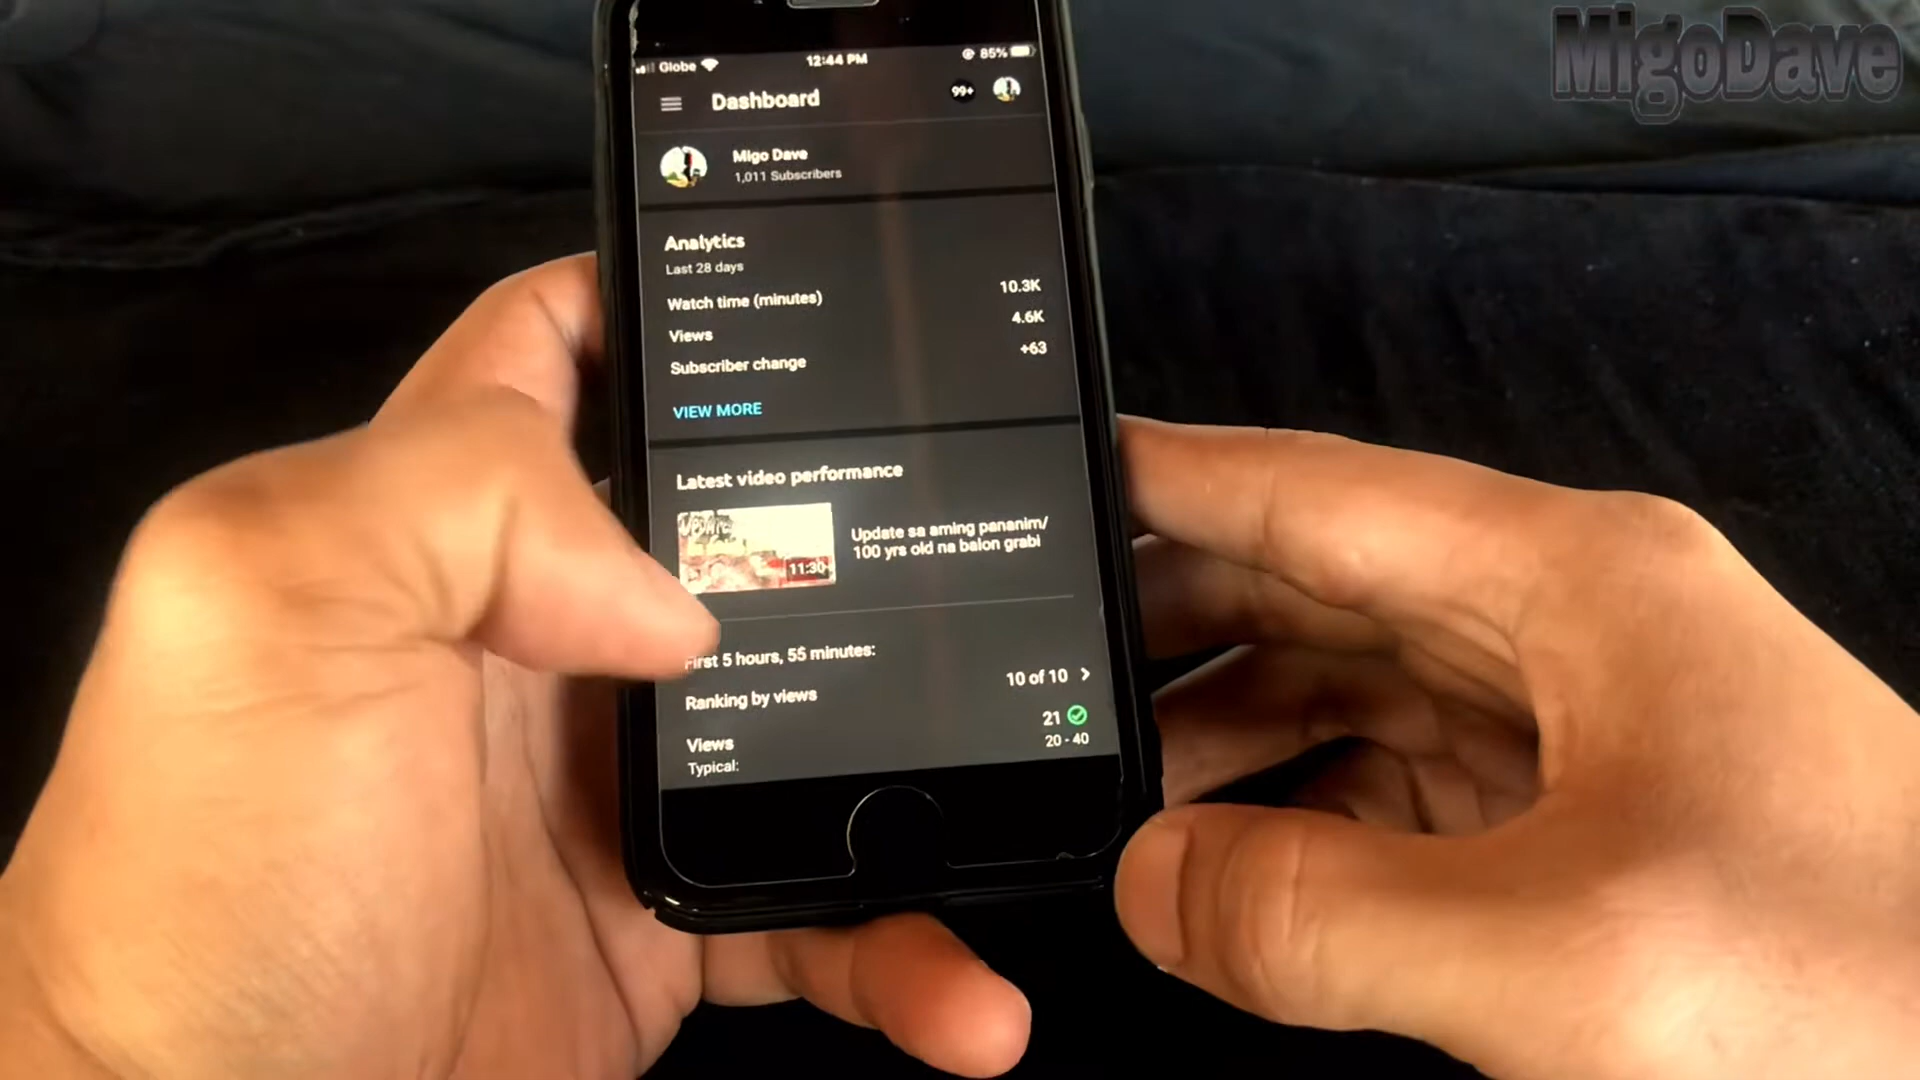 MigoDave
Globe 12:44 PM 85%
Dashboard 99+
Migo Dave
1,011 Subscribers
Analytics
Last 28 days
Watch time (minutes) 10.3K
Views 4.6K
Subscriber change +63
VIEW MORE
Latest video performance
11:30
Update sa aming pananim/
100 yrs old na balon grabi
First 5 hours, 55 minutes:
Ranking by views 10 of 10
Views 21
Typical: 20 - 40